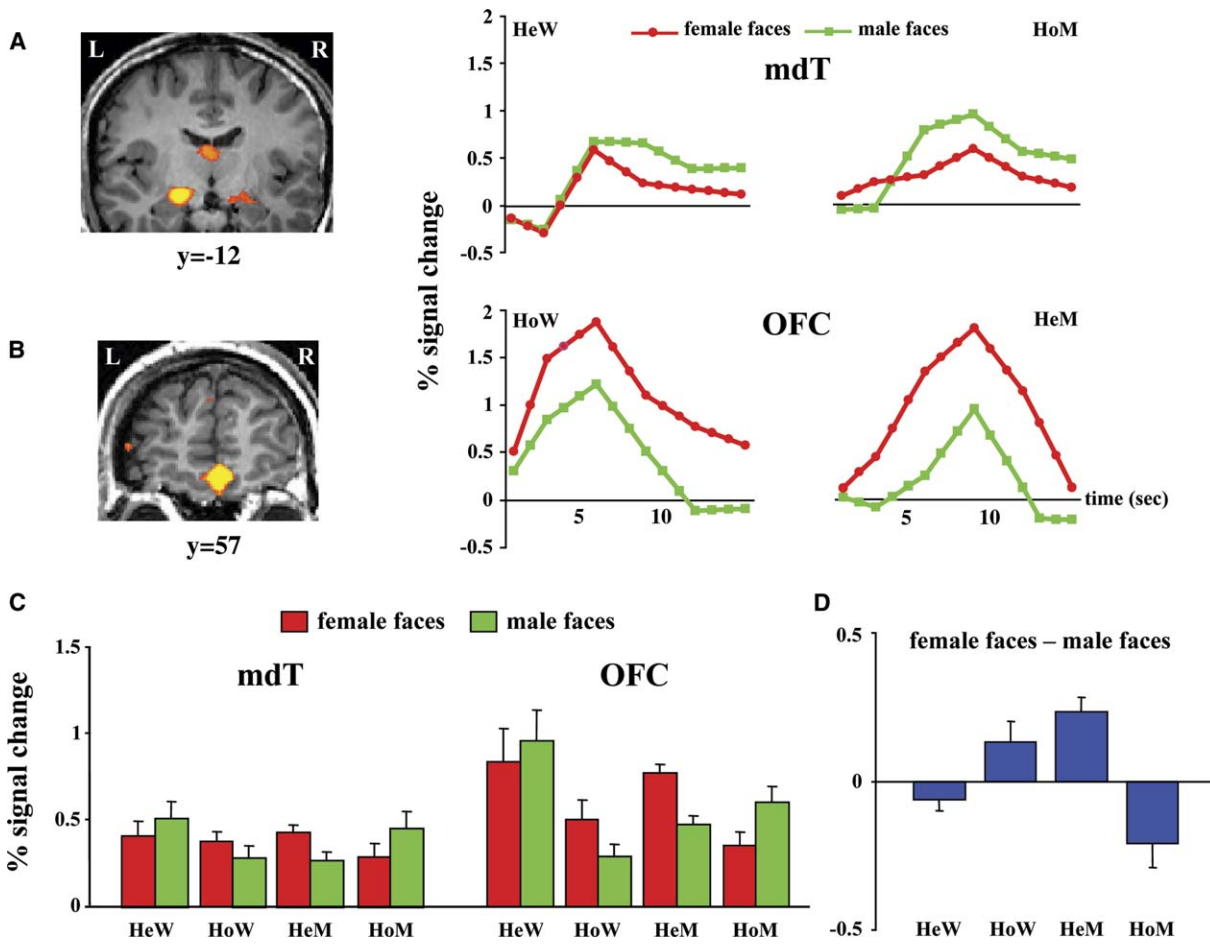 A
L R
y=-12
B
L R
y=57
% signal change
2
1.5
1
0.5
0
-0.5
HeW
female faces male faces
HoM
mdT
2
1.5
1
0.5
0
-0.5
HoW
OFC
HeM
5 10
5 10
time (sec)
C
female faces male faces
% signal change
1.5
1
0.5
0
mdT OFC
HeW HoW HeM HoM HeW HoW HeM HoM
D
0.5
0
-0.5
female faces – male faces
HeW HoW HeM HoM